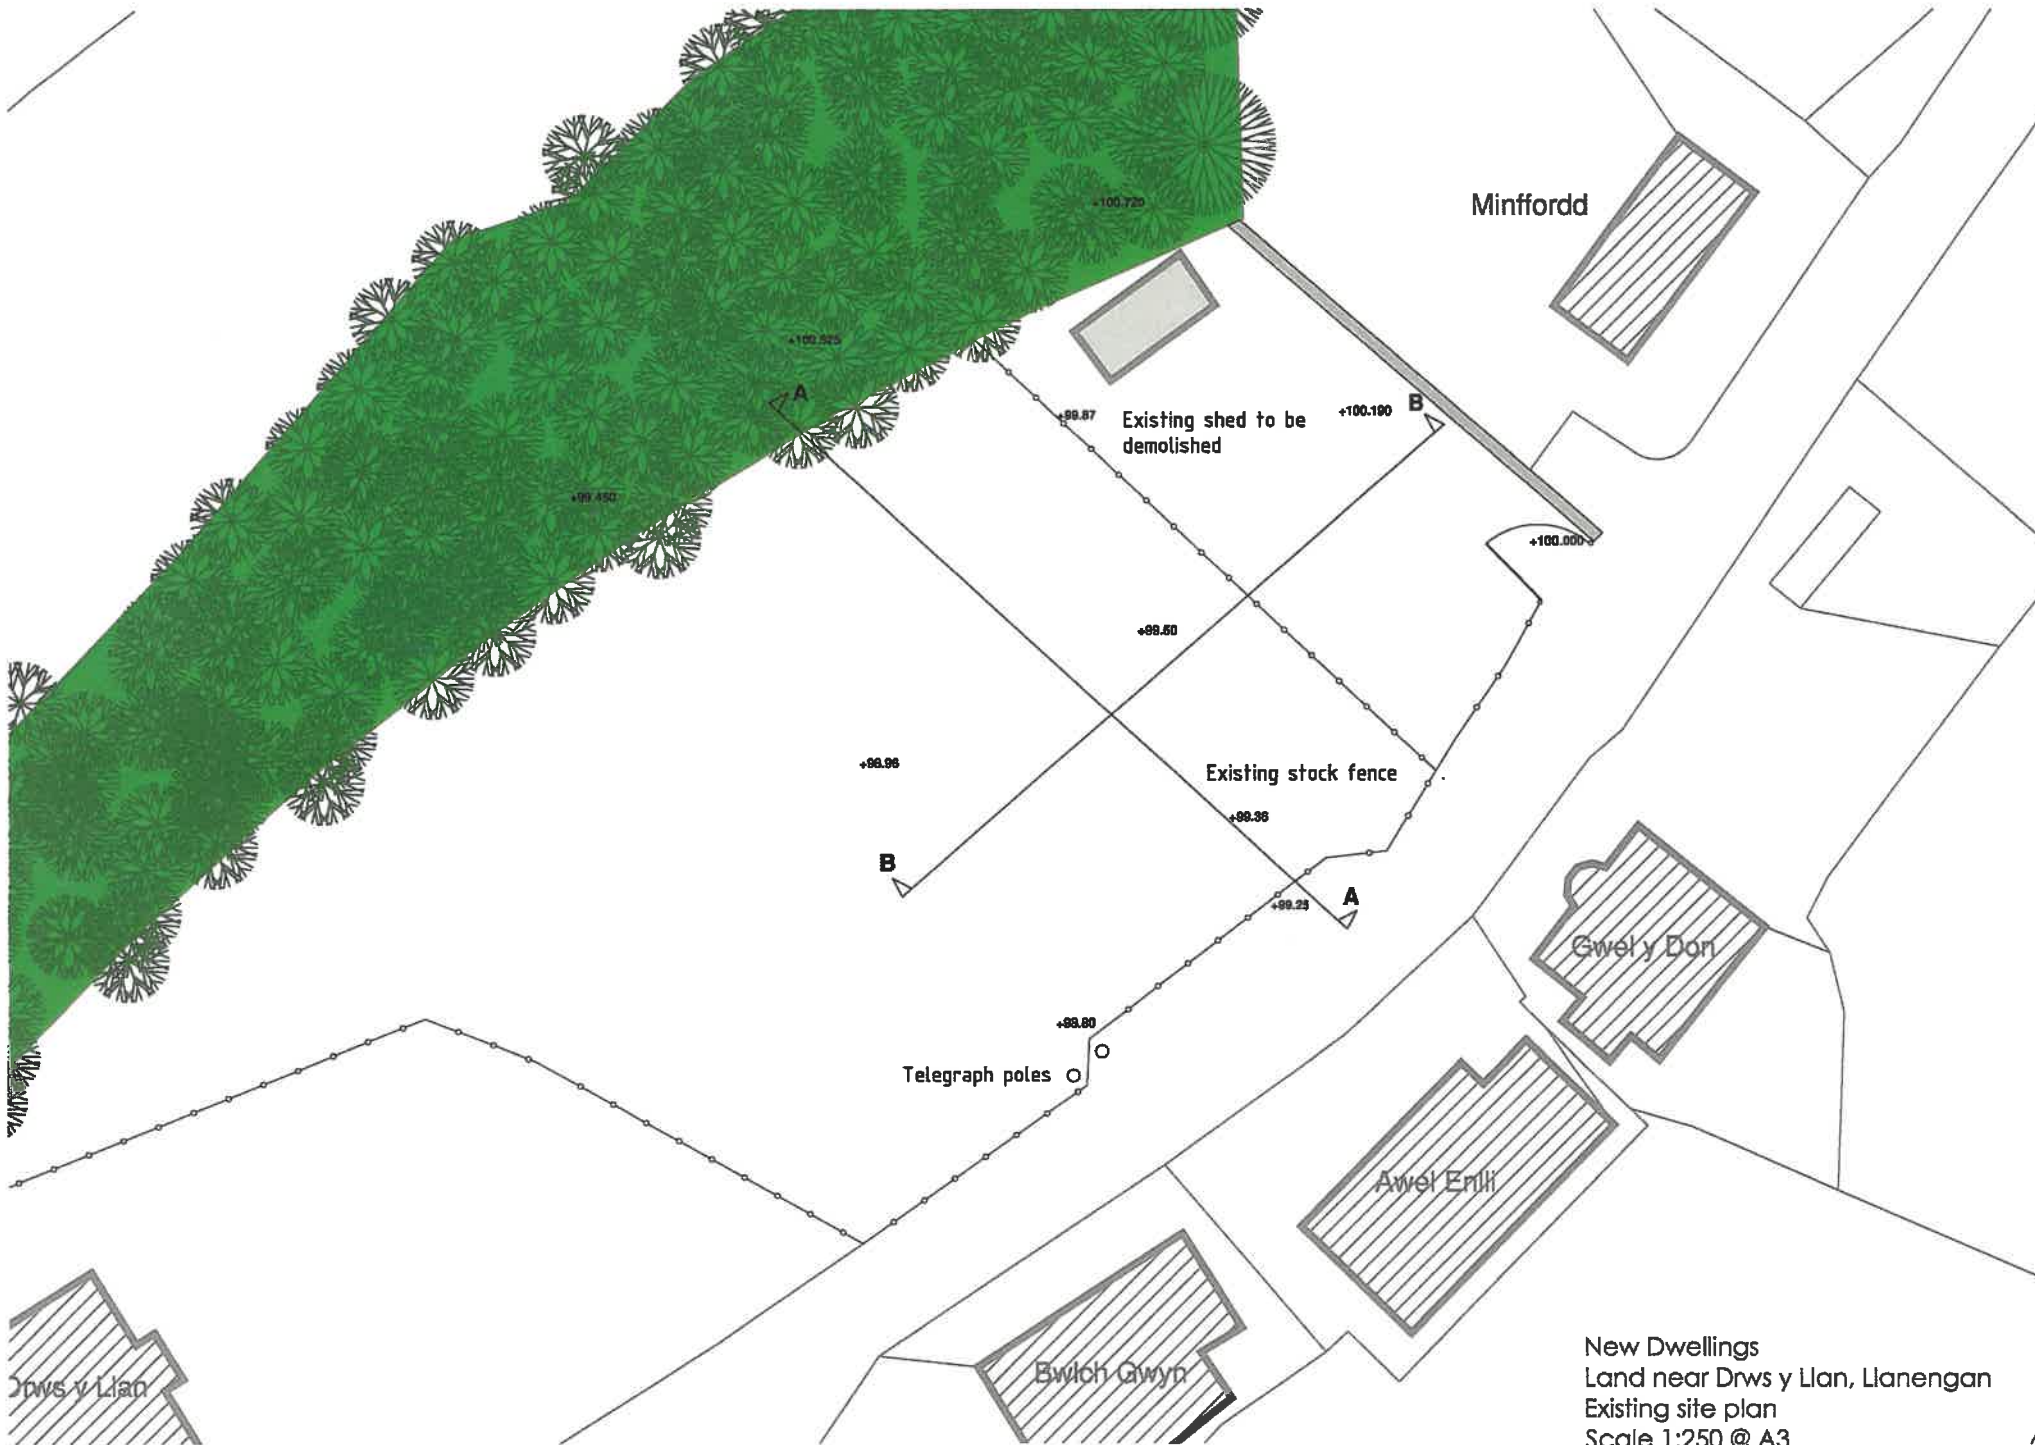 Minffordd
+100.720
+100.525
A
+99.87
Existing shed to be
demolished
+100.190
B
+99.450
+100.000
+99.50
+98.96
Existing stock fence
+99.36
B
A
+99.25
Gwel y Don
+99.80
Telegraph poles
Awel Enlli
Bwlch Gwyn
Drws y Llan
New Dwellings
Land near Drws y Llan, Llanengan
Existing site plan
Scale 1:250 @ A3